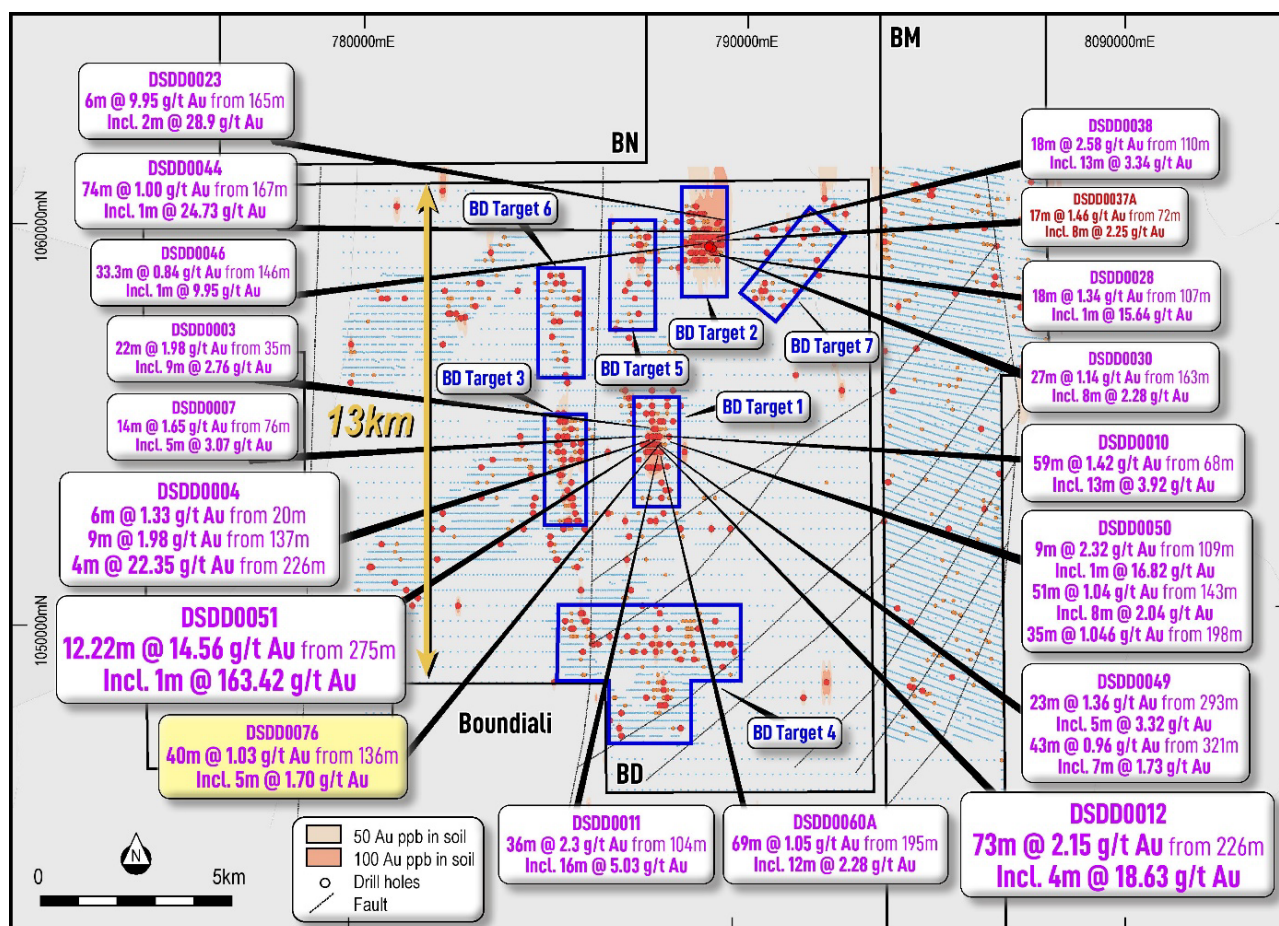 780000mE
790000mE
8090000mE
BM
BN
1060000mN
1050000mN
DSDD0023
6m @ 9.95 g/t Au from 165m
Incl. 2m @ 28.9 g/t Au
DSDD0044
74m @ 1.00 g/t Au from 167m
Incl. 1m @ 24.73 g/t Au
DSDD0046
33.3m @ 0.84 g/t Au from 146m
Incl. 1m @ 9.95 g/t Au
DSDD0003
22m @ 1.98 g/t Au from 35m
Incl. 9m @ 2.76 g/t Au
DSDD0007
14m @ 1.65 g/t Au from 76m
Incl. 5m @ 3.07 g/t Au
DSDD0004
6m @ 1.33 g/t Au from 20m
9m @ 1.98 g/t Au from 137m
4m @ 22.35 g/t Au from 226m
DSDD0051
12.22m @ 14.56 g/t Au from 275m
Incl. 1m @ 163.42 g/t Au
DSDD0076
40m @ 1.03 g/t Au from 136m
Incl. 5m @ 1.70 g/t Au
13km
BD Target 6
BD Target 2
BD Target 7
BD Target 5
BD Target 3
BD Target 1
BD Target 4
Boundiali
BD
DSDD0038
18m @ 2.58 g/t Au from 110m
Incl. 13m @ 3.34 g/t Au
DSDD0037A
17m @ 1.46 g/t Au from 72m
Incl. 8m @ 2.25 g/t Au
DSDD0028
18m @ 1.34 g/t Au from 107m
Incl. 1m @ 15.64 g/t Au
DSDD0030
27m @ 1.14 g/t Au from 163m
Incl. 8m @ 2.28 g/t Au
DSDD0010
59m @ 1.42 g/t Au from 68m
Incl. 13m @ 3.92 g/t Au
DSDD0050
9m @ 2.32 g/t Au from 109m
Incl. 1m @ 16.82 g/t Au
51m @ 1.04 g/t Au from 143m
Incl. 8m @ 2.04 g/t Au
35m @ 1.046 g/t Au from 198m
DSDD0049
23m @ 1.36 g/t Au from 293m
Incl. 5m @ 3.32 g/t Au
43m @ 0.96 g/t Au from 321m
Incl. 7m @ 1.73 g/t Au
DSDD0012
73m @ 2.15 g/t Au from 226m
Incl. 4m @ 18.63 g/t Au
DSDD0011
36m @ 2.3 g/t Au from 104m
Incl. 16m @ 5.03 g/t Au
DSDD0060A
69m @ 1.05 g/t Au from 195m
Incl. 12m @ 2.28 g/t Au
50 Au ppb in soil
100 Au ppb in soil
Drill holes
Fault
N
0
5km